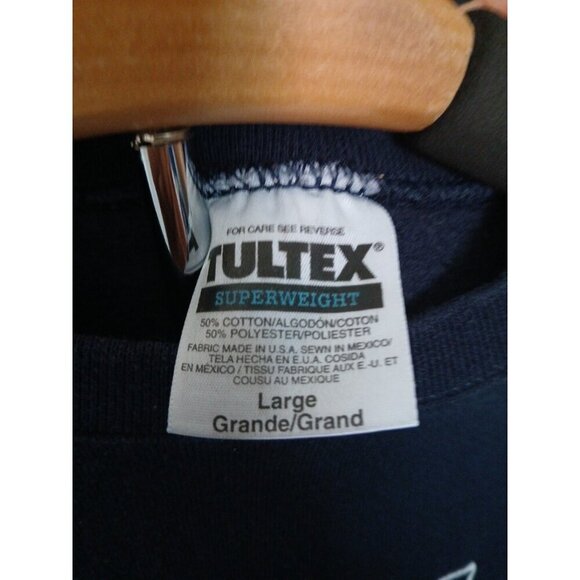 FOR CARE SEE REVERSE
TULTEX®
SUPERWEIGHT
50% COTTON/ALGODÓN/COTON
50% POLYESTER/POLIESTER
FABRIC MADE IN U.S.A. SEWN IN MEXICO/
TELA HECHA EN E.U.A. COSIDA
EN MÉXICO / TISSU FABRIQUE AUX E.-U. ET
COUSU AU MEXIQUE
Large
Grande/Grand